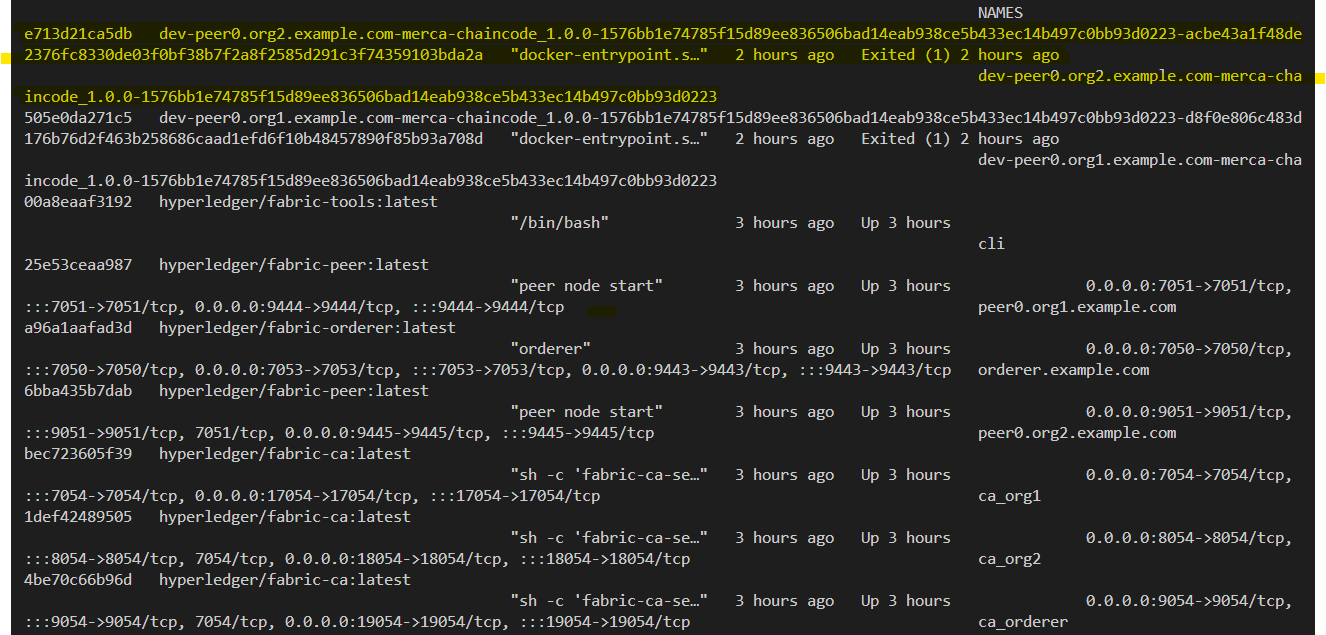 NAMES
e713d21ca5db   dev-peer0.org2.example.com-merca-chaincode_1.0.0-1576bb1e74785f15d89ee836506bad14eab938ce5b433ec14b497c0bb93d0223-acbe43a1f48de
2376fc8330de03f0bf38b7f2a8f2585d291c3f74359103bda2a   "docker-entrypoint.s…"   2 hours ago   Exited (1) 2 hours ago
dev-peer0.org2.example.com-merca-cha
incode_1.0.0-1576bb1e74785f15d89ee836506bad14eab938ce5b433ec14b497c0bb93d0223
505e0da271c5   dev-peer0.org1.example.com-merca-chaincode_1.0.0-1576bb1e74785f15d89ee836506bad14eab938ce5b433ec14b497c0bb93d0223-d8f0e806c483d
176b76d2f463b258686caad1efd6f10b48457890f85b93a708d   "docker-entrypoint.s…"   2 hours ago   Exited (1) 2 hours ago
dev-peer0.org1.example.com-merca-cha
incode_1.0.0-1576bb1e74785f15d89ee836506bad14eab938ce5b433ec14b497c0bb93d0223
00a8eaaf3192   hyperledger/fabric-tools:latest
"/bin/bash"   3 hours ago   Up 3 hours
cli
25e53ceaa987   hyperledger/fabric-peer:latest
"peer node start"   3 hours ago   Up 3 hours   0.0.0.0:7051->7051/tcp,
:::7051->7051/tcp, 0.0.0.0:9444->9444/tcp, :::9444->9444/tcp   peer0.org1.example.com
a96a1aafad3d   hyperledger/fabric-orderer:latest
"orderer"   3 hours ago   Up 3 hours   0.0.0.0:7050->7050/tcp,
:::7050->7050/tcp, 0.0.0.0:7053->7053/tcp, :::7053->7053/tcp, 0.0.0.0:9443->9443/tcp, :::9443->9443/tcp   orderer.example.com
6bba435b7dab   hyperledger/fabric-peer:latest
"peer node start"   3 hours ago   Up 3 hours   0.0.0.0:9051->9051/tcp,
:::9051->9051/tcp, 7051/tcp, 0.0.0.0:9445->9445/tcp, :::9445->9445/tcp   peer0.org2.example.com
bec723605f39   hyperledger/fabric-ca:latest
"sh -c 'fabric-ca-se…"   3 hours ago   Up 3 hours   0.0.0.0:7054->7054/tcp,
:::7054->7054/tcp, 0.0.0.0:17054->17054/tcp, :::17054->17054/tcp   ca_org1
1def42489505   hyperledger/fabric-ca:latest
"sh -c 'fabric-ca-se…"   3 hours ago   Up 3 hours   0.0.0.0:8054->8054/tcp,
:::8054->8054/tcp, 7054/tcp, 0.0.0.0:18054->18054/tcp, :::18054->18054/tcp   ca_org2
4be70c66b96d   hyperledger/fabric-ca:latest
"sh -c 'fabric-ca-se…"   3 hours ago   Up 3 hours   0.0.0.0:9054->9054/tcp,
:::9054->9054/tcp, 7054/tcp, 0.0.0.0:19054->19054/tcp, :::19054->19054/tcp   ca_orderer